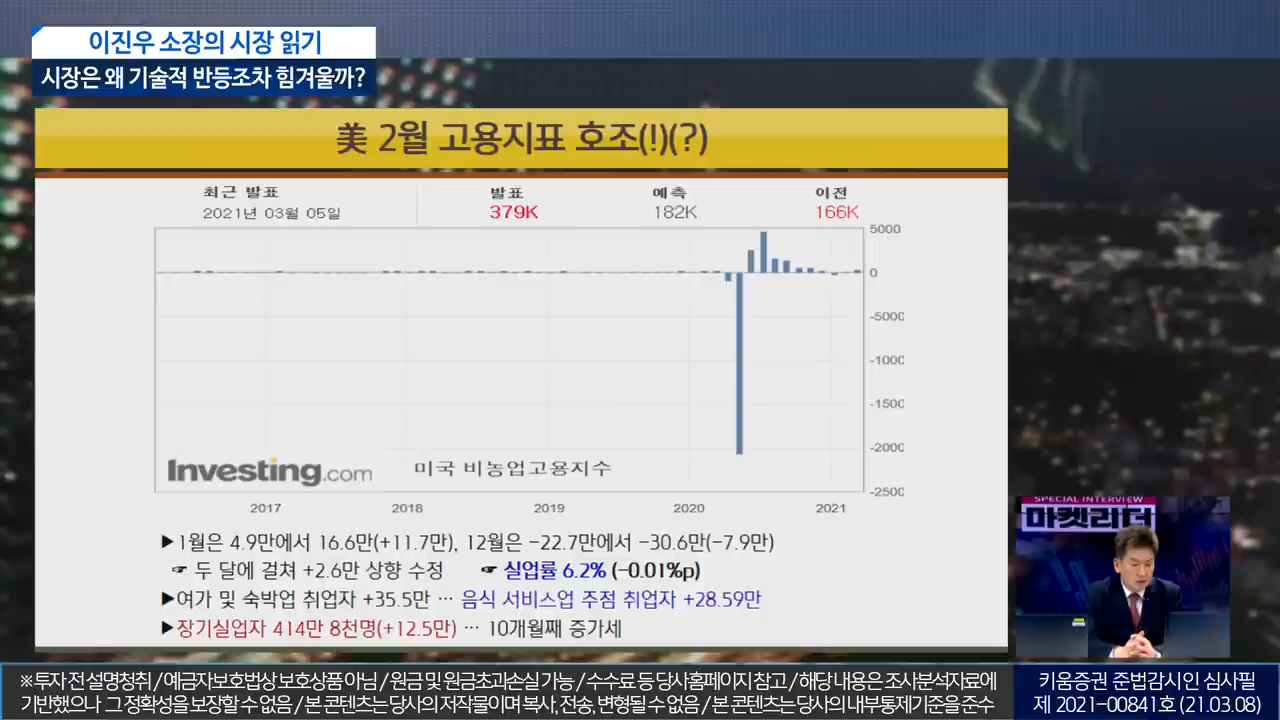 이진우 소장의 시장 읽기
시장은 왜 기술적 반등조차 힘겨울까?
美 2월 고용지표 호조(!)(?)
최근 발표 발표 예측 이전
2021년 03월 05일 379K 182K 166K
5000
0
-5000
-1000
-1500
-2000
-2500
Investing.com 미국 비농업고용지수
2017 2018 2019 2020 2021
▶1월은 4.9만에서 16.6만(+11.7만), 12월은 -22.7만에서 -30.6만(-7.9만)
☞ 두 달에 걸쳐 +2.6만 상향 수정 ☞ 실업률 6.2% (-0.01%p)
▶여가 및 숙박업 취업자 +35.5만 … 음식 서비스업 주점 취업자 +28.59만
▶장기실업자 414만 8천명(+12.5만) … 10개월째 증가세
SPECIAL INTERVIEW
마켓리더
※투자 전 설명청취 / 예금자보호법상 보호상품 아님 / 원금 및 원금초과손실 가능 / 수수료 등 당사홈페이지 참고 / 해당 내용은 조사분석자료에
기반했으나 그 정확성을 보장할 수 없음 / 본 콘텐츠는 당사의 저작물이며 복사, 전송, 변형될 수 없음 / 본 콘텐츠는 당사의 내부통제기준을 준수
키움증권 준법감시인 심사필
제 2021-00841호 (21.03.08)